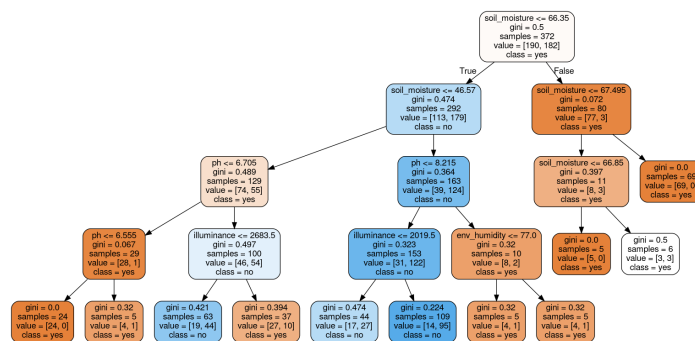 soil_moisture <= 66.35
gini = 0.5
samples = 372
value = [190, 182]
class = yes
True
False
soil_moisture <= 46.57
gini = 0.474
samples = 292
value = [113, 179]
class = no
soil_moisture <= 67.495
gini = 0.072
samples = 80
value = [77, 3]
class = yes
ph <= 6.705
gini = 0.489
samples = 129
value = [74, 55]
class = yes
ph <= 8.215
gini = 0.364
samples = 163
value = [39, 124]
class = no
soil_moisture <= 66.85
gini = 0.397
samples = 11
value = [8, 3]
class = yes
gini = 0.0
samples = 69
value = [69, 0]
class = yes
ph <= 6.555
gini = 0.067
samples = 29
value = [28, 1]
class = yes
illuminance <= 2683.5
gini = 0.497
samples = 100
value = [46, 54]
class = no
illuminance <= 2019.5
gini = 0.323
samples = 153
value = [31, 122]
class = no
env_humidity <= 77.0
gini = 0.32
samples = 10
value = [8, 2]
class = yes
gini = 0.0
samples = 5
value = [5, 0]
class = yes
gini = 0.5
samples = 6
value = [3, 3]
class = yes
gini = 0.0
samples = 24
value = [24, 0]
class = yes
gini = 0.32
samples = 5
value = [4, 1]
class = yes
gini = 0.421
samples = 63
value = [19, 44]
class = no
gini = 0.394
samples = 37
value = [27, 10]
class = yes
gini = 0.474
samples = 44
value = [17, 27]
class = no
gini = 0.224
samples = 109
value = [14, 95]
class = no
gini = 0.32
samples = 5
value = [4, 1]
class = yes
gini = 0.32
samples = 5
value = [4, 1]
class = yes